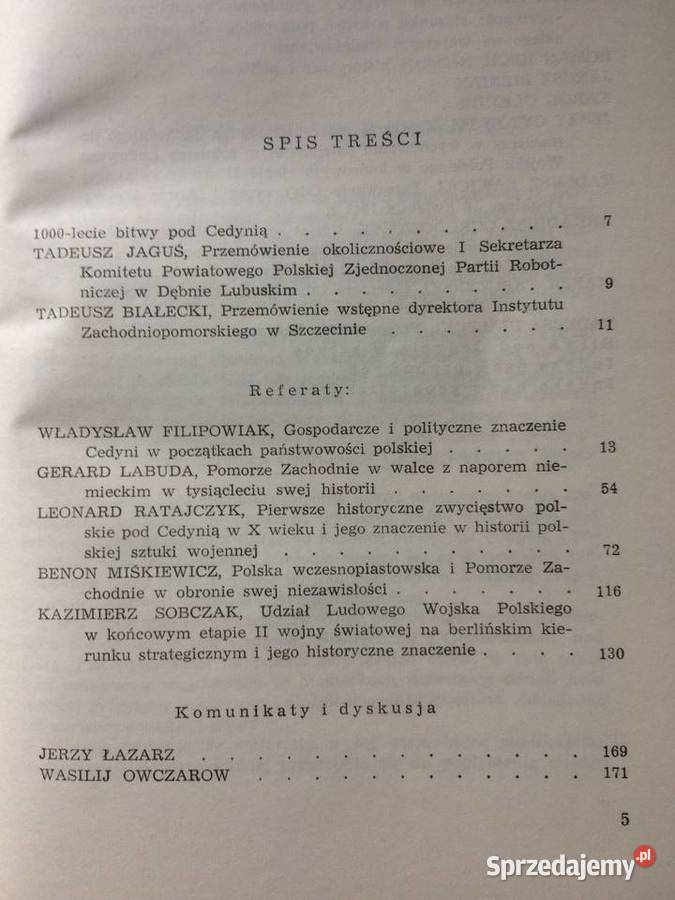 SPIS TREŚCI
1000-lecie bitwy pod Cedynią . . . . . . . . . . . 7
TADEUSZ JAGUŚ, Przemówienie okolicznościowe I Sekretarza
Komitetu Powiatowego Polskiej Zjednoczonej Partii Robot-
niczej w Dębnie Lubuskim . . . . . . . . . . 9
TADEUSZ BIAŁECKI, Przemówienie wstępne dyrektora Instytutu
Zachodniopomorskiego w Szczecinie . . . . . . . 11
Referaty:
WŁADYSŁAW FILIPOWIAK, Gospodarcze i polityczne znaczenie
Cedyni w początkach państwowości polskiej . . . . . 13
GERARD LABUDA, Pomorze Zachodnie w walce z naporem nie-
mieckim w tysiącleciu swej historii . . . . . . . 54
LEONARD RATAJCZYK, Pierwsze historyczne zwycięstwo pol-
skie pod Cedynią w X wieku i jego znaczenie w historii pol-
skiej sztuki wojennej . . . . . . . . . . . 72
BENON MIŚKIEWICZ, Polska wczesnopiastowska i Pomorze Za-
chodnie w obronie swej niezawisłości . . . . . . . 116
KAZIMIERZ SOBCZAK, Udział Ludowego Wojska Polskiego
w końcowym etapie II wojny światowej na berlińskim kie-
runku strategicznym i jego historyczne znaczenie . . . . 130
Komunikaty i dyskusja
JERZY ŁAZARZ . . . . . . . . . . . . . . 169
WASILIJ OWCZAROW . . . . . . . . . . . . 171
5
Sprzedajemy.pl